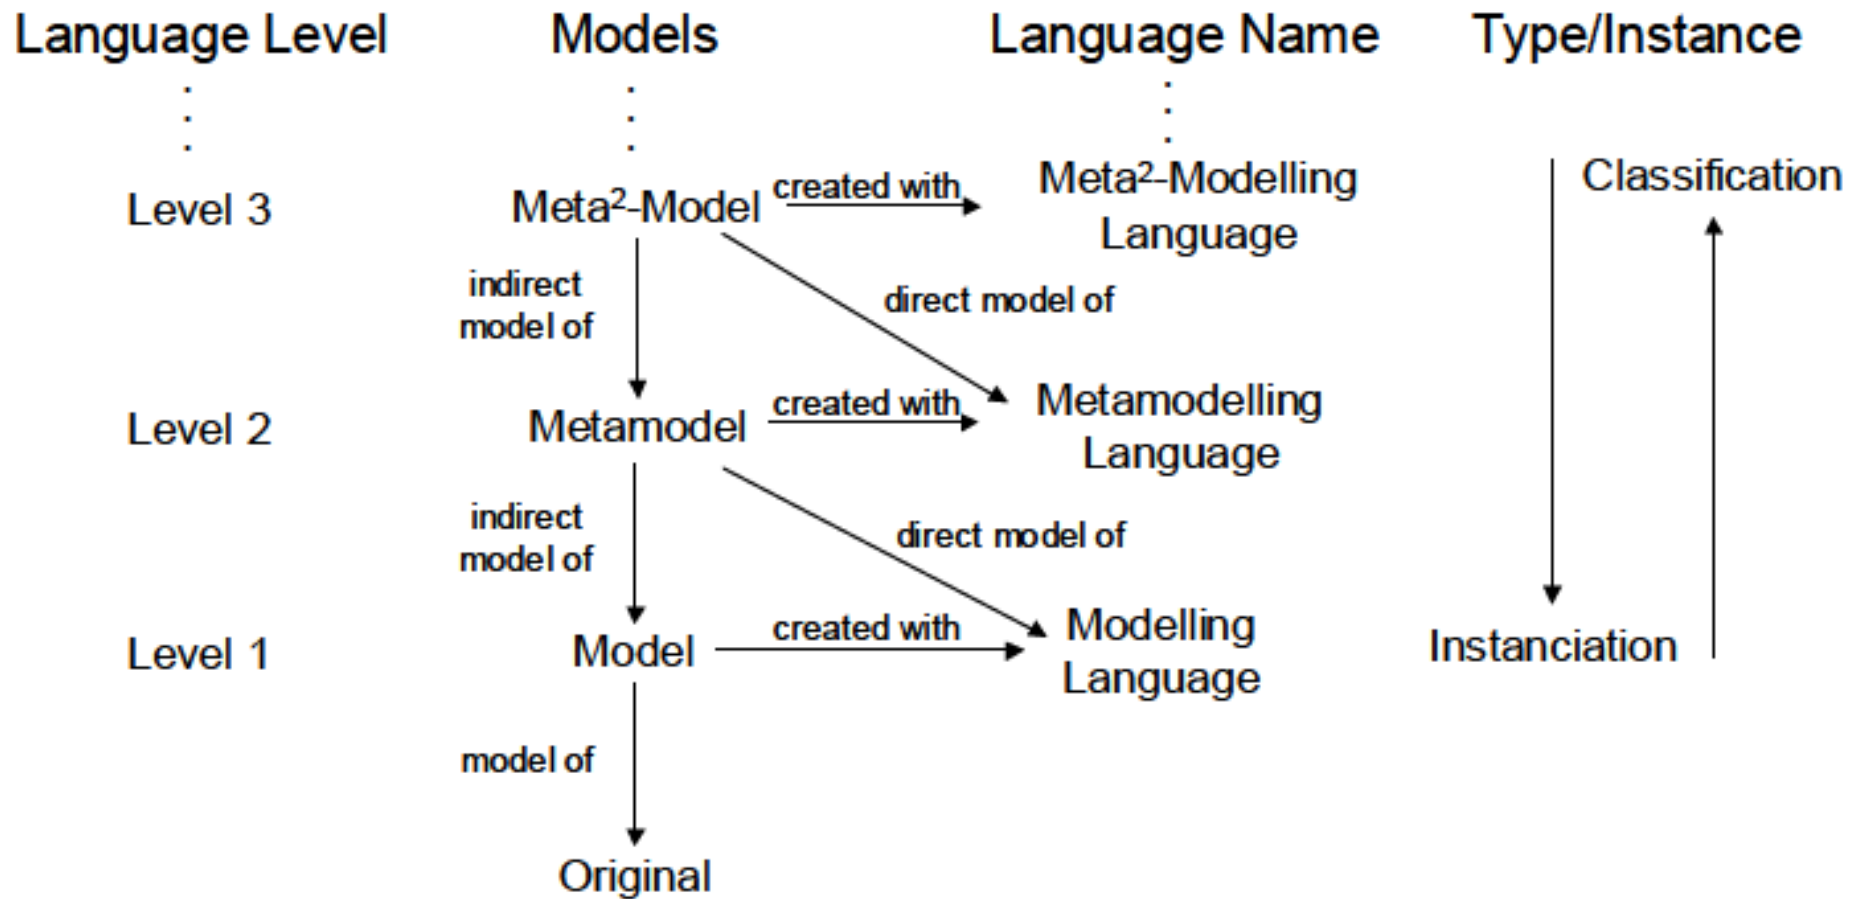 Language Level Models Language Name Type/Instance
Level 3 Meta²-Model created with Meta²-Modelling Language Classification
indirect model of direct model of
Level 2 Metamodel created with Metamodelling Language
indirect model of direct model of
Level 1 Model created with Modelling Language Instanciation
model of
Original